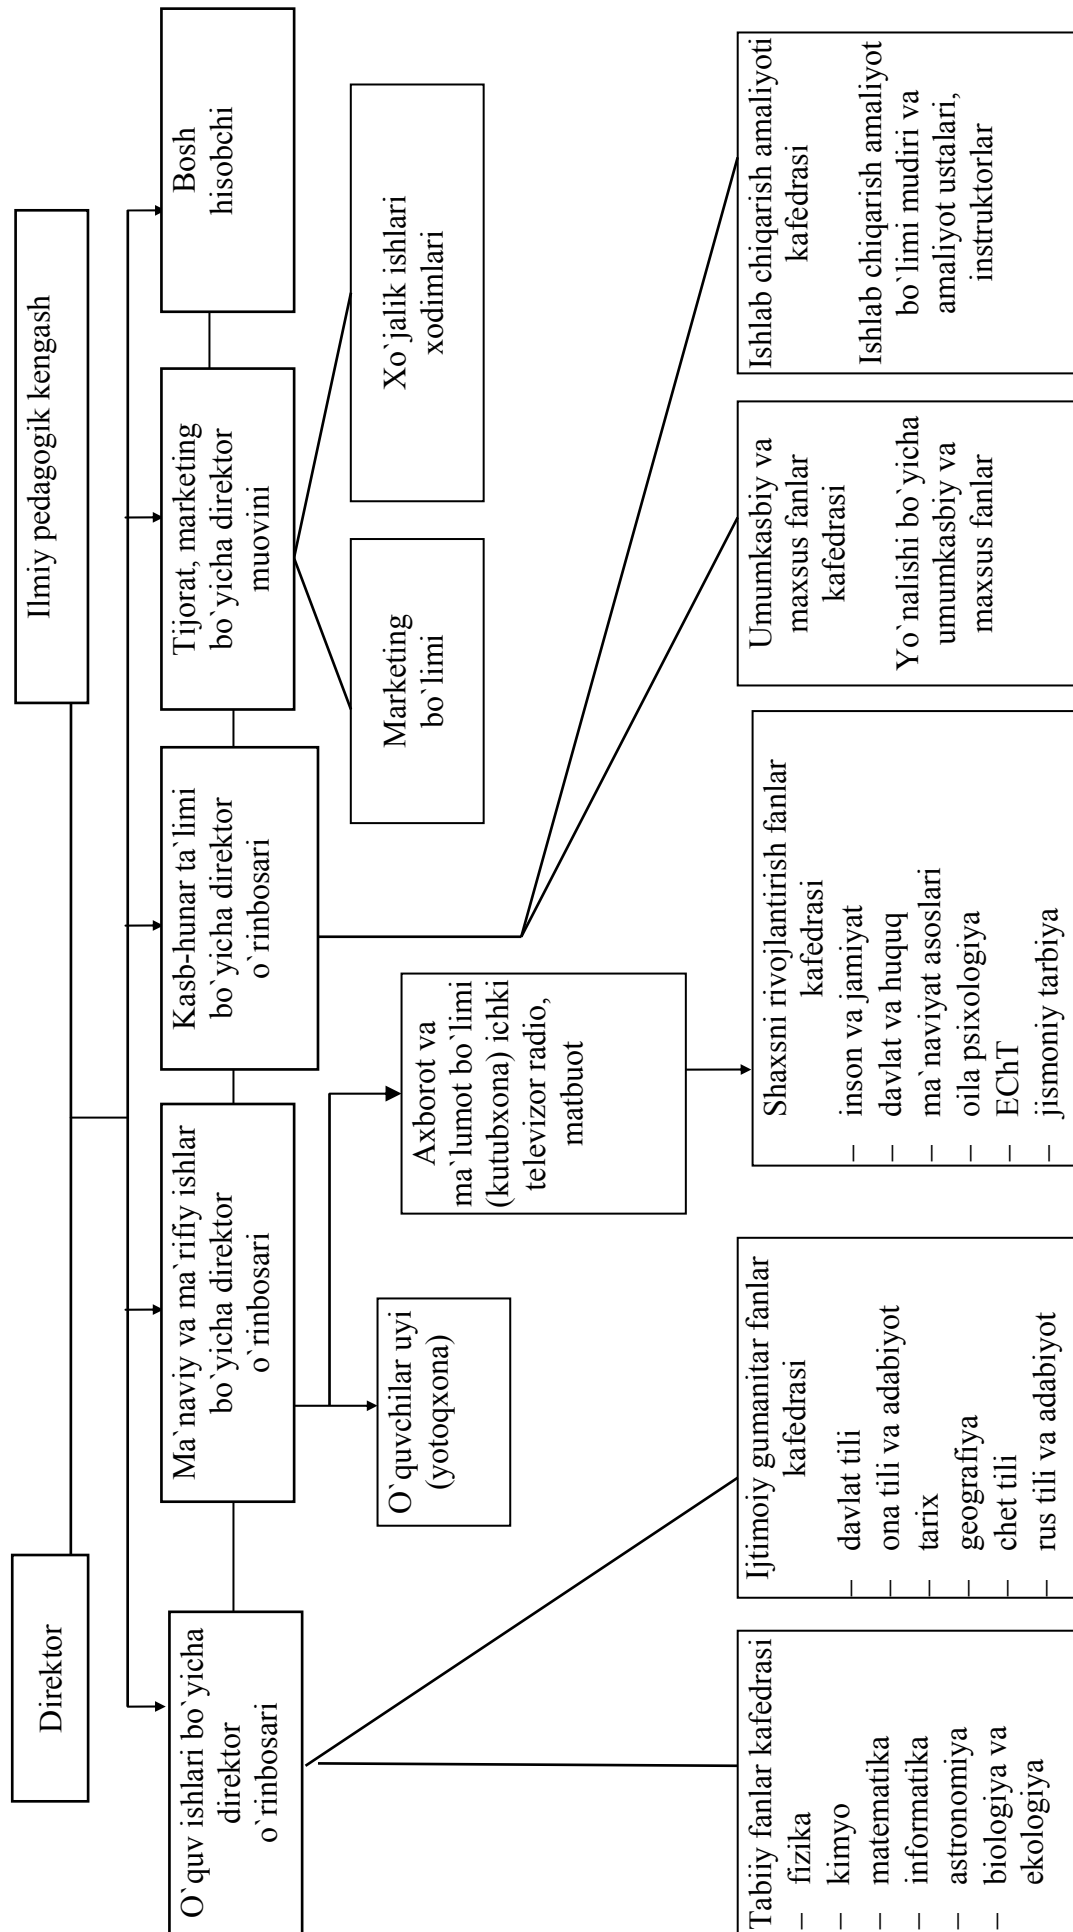 Direktor
Ilmiy pedagogik kengash
O`quv ishlari bo`yicha
direktor
o`rinbosari
Ma`naviy va ma`rifiy ishlar
bo`yicha direktor
o`rinbosari
Kasb-hunar ta`limi
bo`yicha direktor
o`rinbosari
Tijorat, marketing
bo`yicha direktor
muovini
Bosh
hisobchi
O`quvchilar uyi
(yotoqxona)
Axborot va
ma`lumot bo`limi
(kutubxona) ichki
televizor radio,
matbuot
Marketing
bo`limi
Xo`jalik ishlari
xodimlari
Tabiiy fanlar kafedrasi
– fizika
– kimyo
– matematika
– informatika
– astronomiya
– biologiya va
ekologiya
Ijtimoiy gumanitar fanlar
kafedrasi
– davlat tili
– ona tili va adabiyot
– tarix
– geografiya
– chet tili
– rus tili va adabiyot
Shaxsni rivojlantirish fanlar
kafedrasi
– inson va jamiyat
– davlat va huquq
– ma`naviyat asoslari
– oila psixologiya
– EChT
– jismoniy tarbiya
Umumkasbiy va
maxsus fanlar
kafedrasi
Yo`nalishi bo`yicha
umumkasbiy va
maxsus fanlar
Ishlab chiqarish amaliyoti
kafedrasi
Ishlab chiqarish amaliyot
bo`limi mudiri va
amaliyot ustalari,
instruktorlar